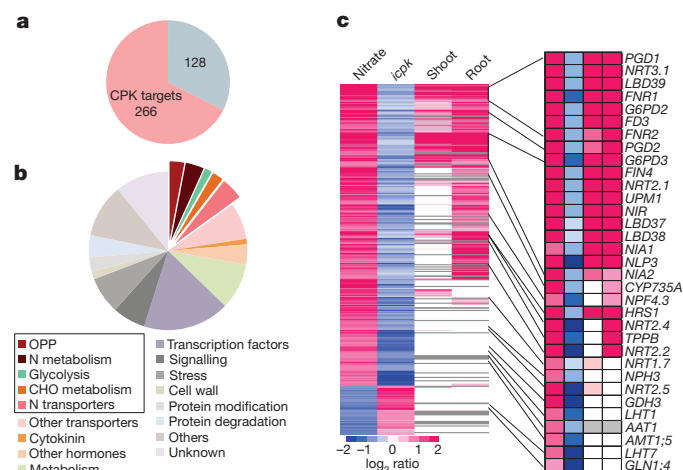 a
128
CPK targets
266
b
OPP
N metabolism
Glycolysis
CHO metabolism
N transporters
Other transporters
Cytokinin
Other hormones
Metabolism
Transcription factors
Signalling
Stress
Cell wall
Protein modification
Protein degradation
Others
Unknown
c
Nitrate
icpk
Shoot
Root
−2 −1 0 1 2
log2 ratio
PGD1
NRT3.1
LBD39
FNR1
G6PD2
FD3
FNR2
PGD2
G6PD3
FIN4
NRT2.1
UPM1
NIR
LBD37
LBD38
NIA1
NLP3
NIA2
CYP735A
NPF4.3
HRS1
NRT2.4
TPPB
NRT2.2
NRT1.7
NPH3
NRT2.5
GDH3
LHT1
AAT1
AMT1;5
LHT7
GLN1:4